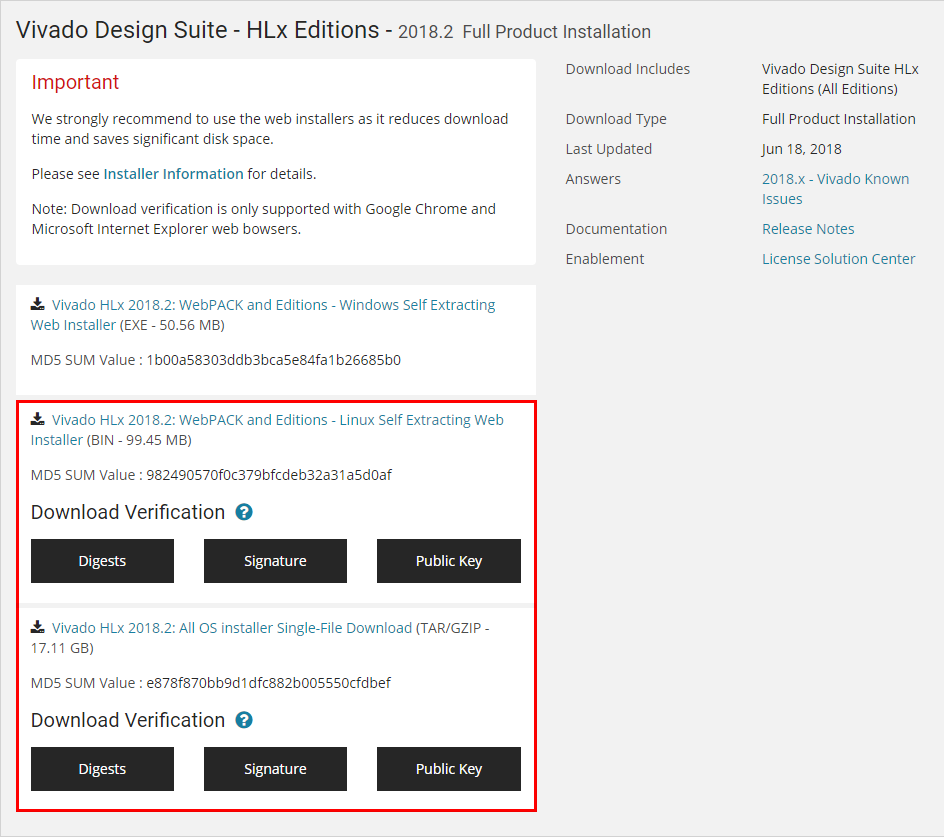 Vivado Design Suite - HLx Editions - 2018.2 Full Product Installation
Important
We strongly recommend to use the web installers as it reduces download
time and saves significant disk space.
Please see Installer Information for details.
Note: Download verification is only supported with Google Chrome and
Microsoft Internet Explorer web bowsers.
Vivado HLx 2018.2: WebPACK and Editions - Windows Self Extracting
Web Installer (EXE - 50.56 MB)
MD5 SUM Value : 1b00a58303ddb3bca5e84fa1b26685b0
Vivado HLx 2018.2: WebPACK and Editions - Linux Self Extracting Web
Installer (BIN - 99.45 MB)
MD5 SUM Value : 982490570f0c379bfcdeb32a31a5d0af
Download Verification ?
Digests
Signature
Public Key
Vivado HLx 2018.2: All OS installer Single-File Download (TAR/GZIP -
17.11 GB)
MD5 SUM Value : e878f870bb9d1dfc882b005550cfdbef
Download Verification ?
Digests
Signature
Public Key
Download Includes
Vivado Design Suite HLx
Editions (All Editions)
Download Type
Full Product Installation
Last Updated
Jun 18, 2018
Answers
2018.x - Vivado Known
Issues
Documentation
Release Notes
Enablement
License Solution Center